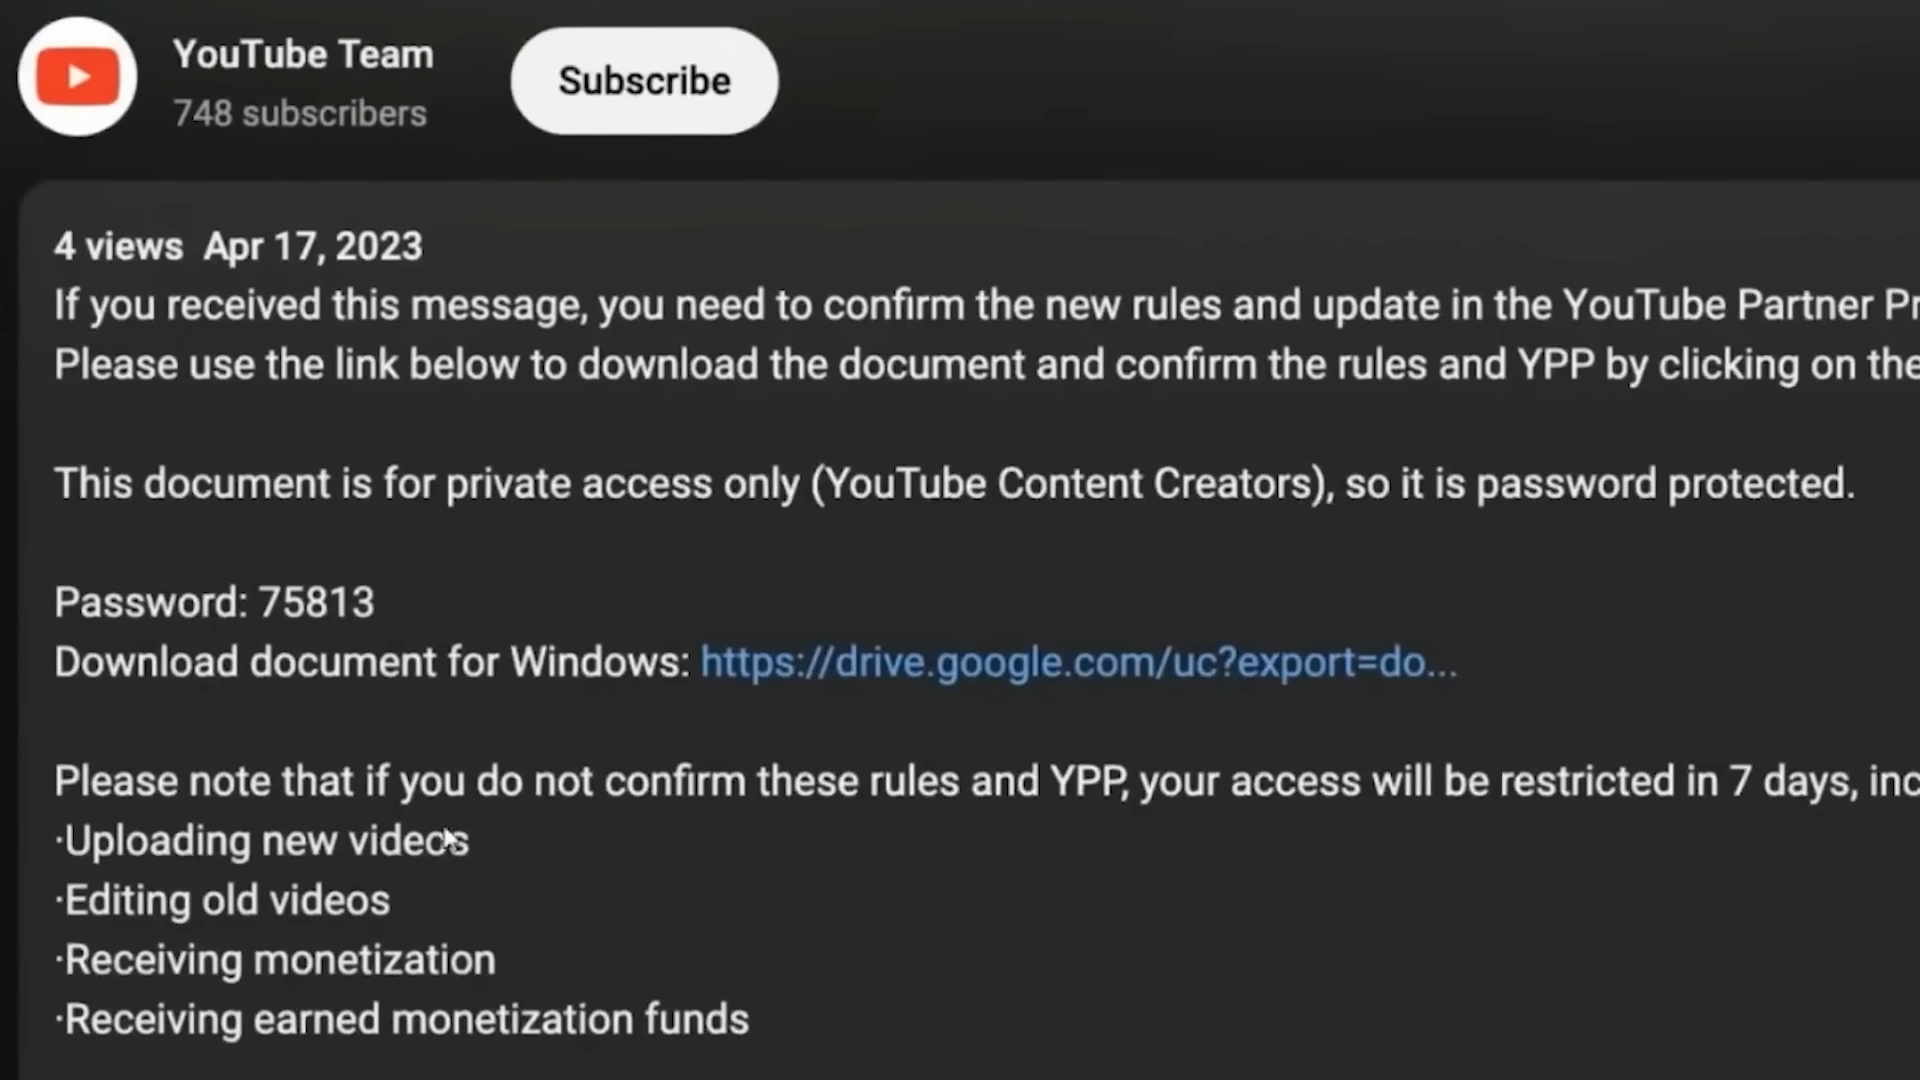 YouTube Team
748 subscribers
Subscribe
4 views Apr 17, 2023
If you received this message, you need to confirm the new rules and update in the YouTube Partner
Please use the link below to download the document and confirm the rules and YPP by clicking on the
This document is for private access only (YouTube Content Creators), so it is password protected.
Password: 75813
Download document for Windows: https://drive.google.com/uc?export=do...
Please note that if you do not confirm these rules and YPP, your access will be restricted in 7 days,
·Uploading new videos
·Editing old videos
·Receiving monetization
·Receiving earned monetization funds